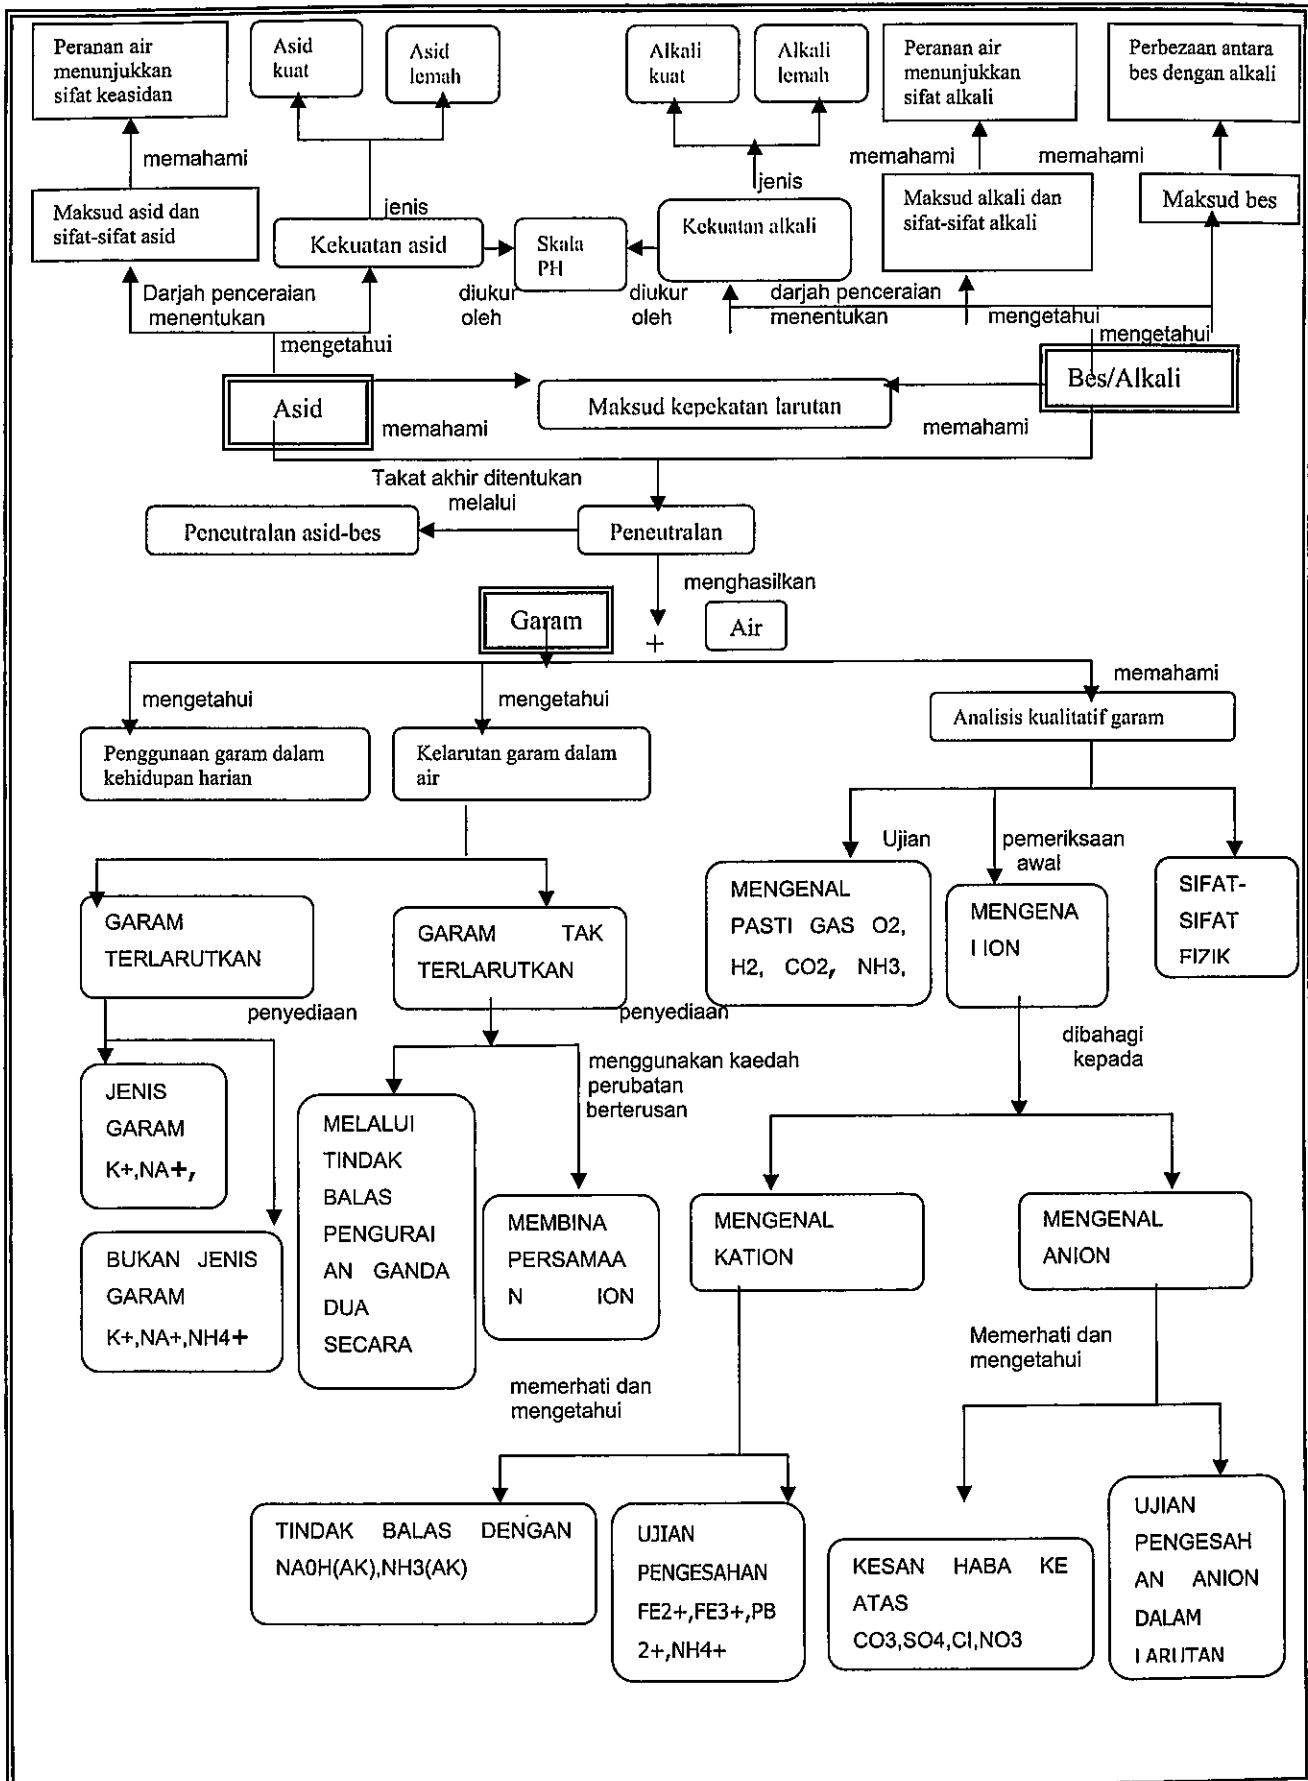 Peranan air
menunjukkan
sifat keasidan
Asid
kuat
Asid
lemah
Alkali
kuat
Alkali
lemah
Peranan air
menunjukkan
sifat alkali
Perbezaan antara
bes dengan alkali
memahami
memahami
memahami
jenis
jenis
Maksud asid dan
sifat-sifat asid
Kekuatan asid
Skala
PH
Kekuatan alkali
Maksud alkali dan
sifat-sifat alkali
Maksud bes
Darjah penceraian
menentukan
diukur
oleh
diukur
oleh
darjah penceraian
menentukan
mengetahui
mengetahui
mengetahui
Asid
Maksud kepekatan larutan
Bes/Alkali
memahami
memahami
Takat akhir ditentukan
melalui
Peneutralan asid-bes
Peneutralan
menghasilkan
Garam
+
Air
mengetahui
mengetahui
memahami
Penggunaan garam dalam
kehidupan harian
Kelarutan garam dalam
air
Analisis kualitatif garam
Ujian
pemeriksaan
awal
GARAM
TERLARUTKAN
GARAM TAK
TERLARUTKAN
MENGENAL
PASTI GAS O2,
H2, CO2, NH3,
MENGENA
I ION
SIFAT-
SIFAT
FIZIK
penyediaan
penyediaan
dibahagi
kepada
menggunakan kaedah
perubatan
berterusan
JENIS
GARAM
K+,NA+,
MELALUI
TINDAK
BALAS
PENGURAI
AN GANDA
DUA
SECARA
MEMBINA
PERSAMAA
N ION
MENGENAL
KATION
MENGENAL
ANION
BUKAN JENIS
GARAM
K+,NA+,NH4+
memerhati dan
mengetahui
Memerhati dan
mengetahui
TINDAK BALAS DENGAN
NA0H(AK),NH3(AK)
UJIAN
PENGESAHAN
FE2+,FE3+,PB
2+,NH4+
KESAN HABA KE
ATAS
CO3,SO4,Cl,NO3
UJIAN
PENGESAH
AN ANION
DALAM
LARUTAN